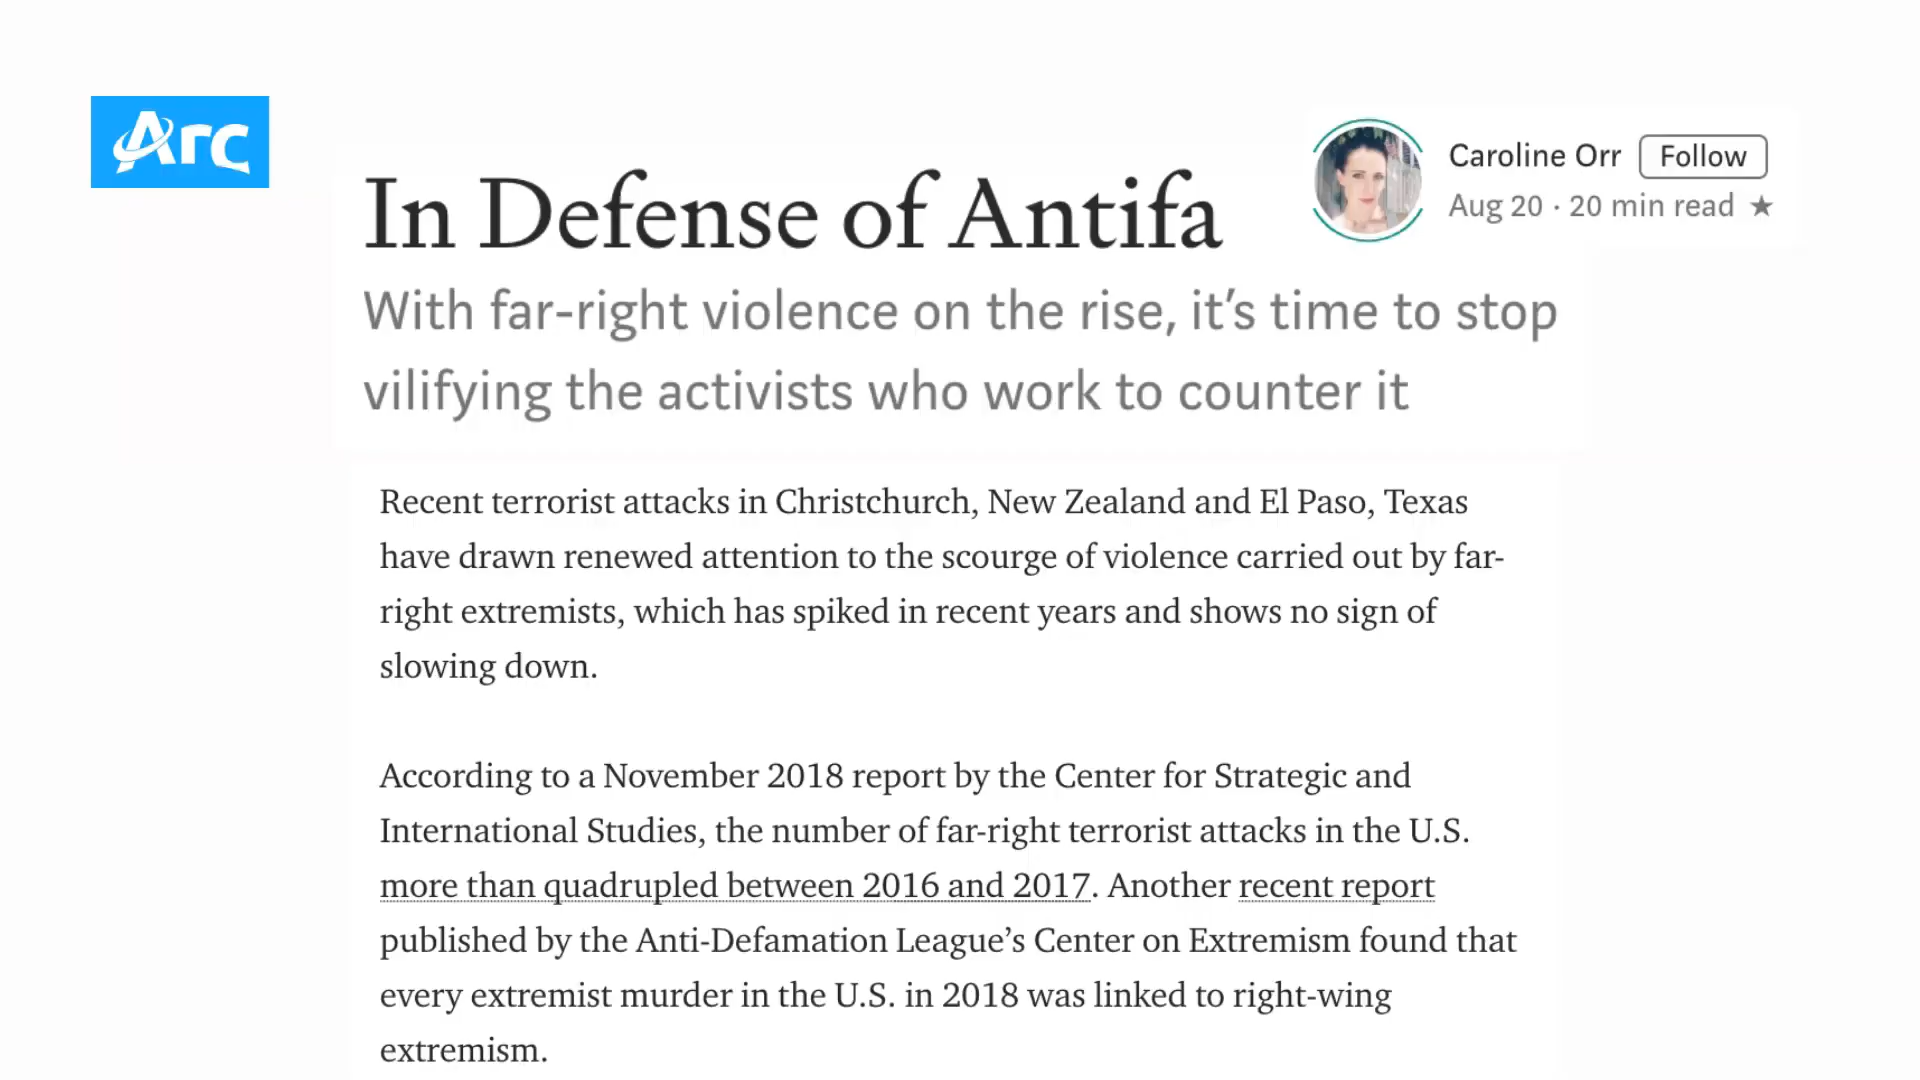 Arc
In Defense of Antifa
Caroline Orr Follow
Aug 20 · 20 min read ★
With far-right violence on the rise, it’s time to stop
vilifying the activists who work to counter it
Recent terrorist attacks in Christchurch, New Zealand and El Paso, Texas
have drawn renewed attention to the scourge of violence carried out by far-
right extremists, which has spiked in recent years and shows no sign of
slowing down.
According to a November 2018 report by the Center for Strategic and
International Studies, the number of far-right terrorist attacks in the U.S.
more than quadrupled between 2016 and 2017. Another recent report
published by the Anti-Defamation League’s Center on Extremism found that
every extremist murder in the U.S. in 2018 was linked to right-wing
extremism.